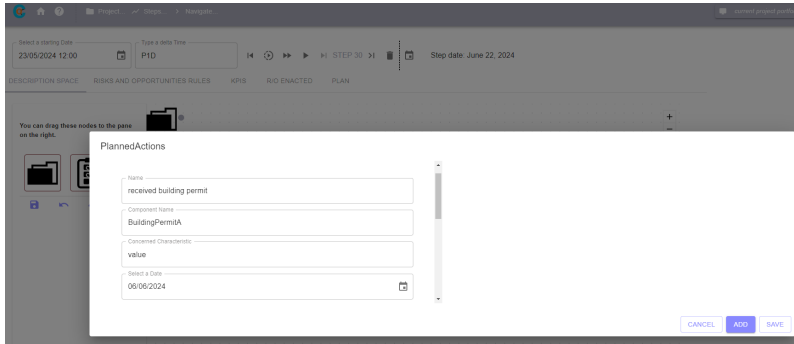 Project... Steps... Navigate...
current project portfo
Select a starting Date
23/05/2024 12:00
Type a delta Time
P1D
STEP 30
Step date: June 22, 2024
DESCRIPTION SPACE RISKS AND OPPORTUNITIES RULES KPIS R/O ENACTED PLAN
You can drag these nodes to the pane
on the right.
PlannedActions
Name
received building permit
Component Name
BuildingPermitA
Concerned Characteristic
value
Select a Date
06/06/2024
CANCEL ADD SAVE